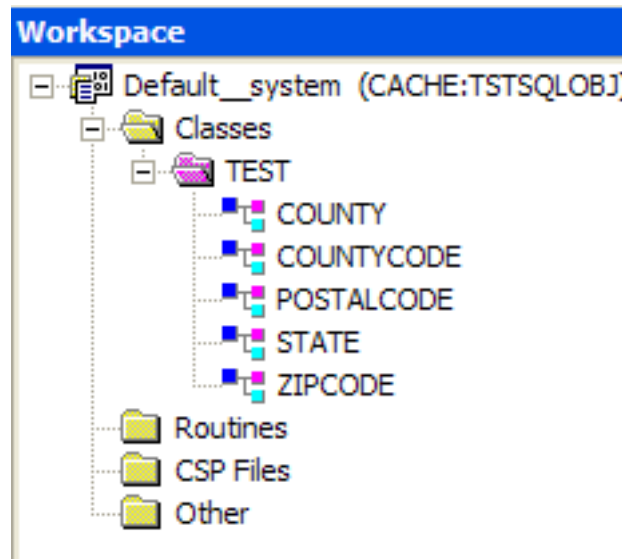 Workspace
Default__system (CACHE:TSTSQLOBJ)
Classes
TEST
COUNTY
COUNTYCODE
POSTALCODE
STATE
ZIPCODE
Routines
CSP Files
Other